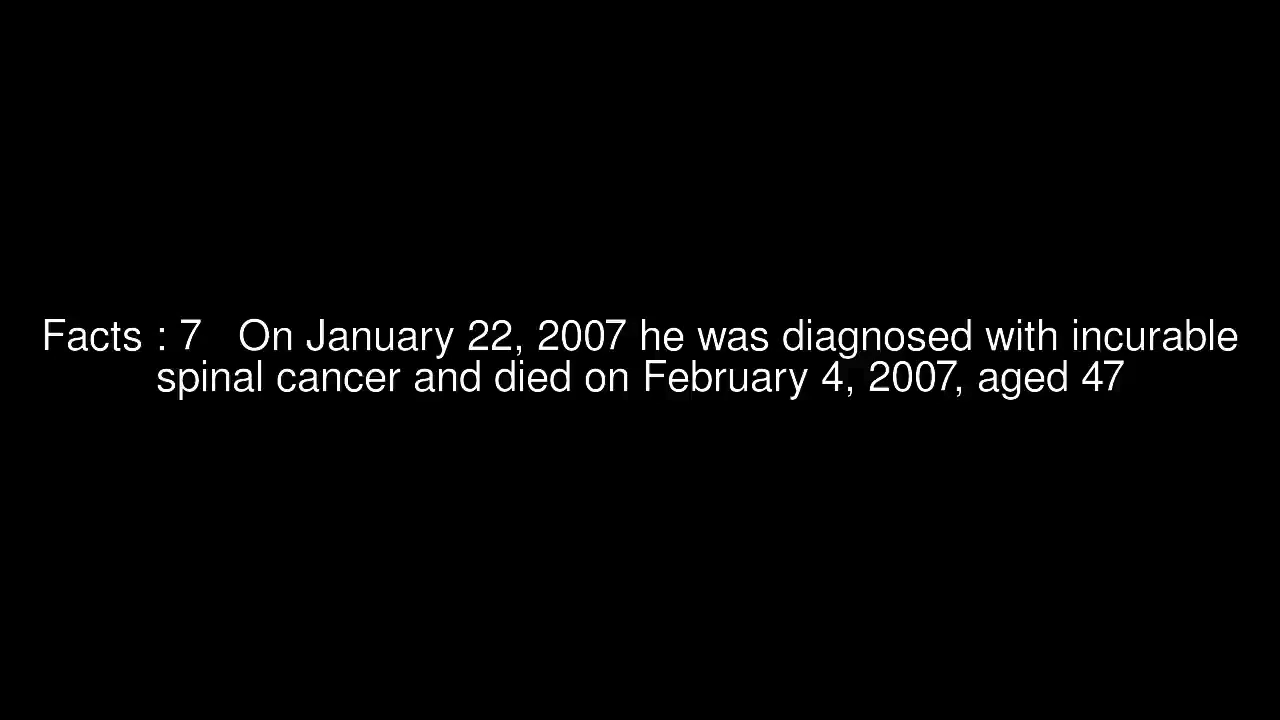 Facts : 7   On January 22, 2007 he was diagnosed with incurable
spinal cancer and died on February 4, 2007, aged 47